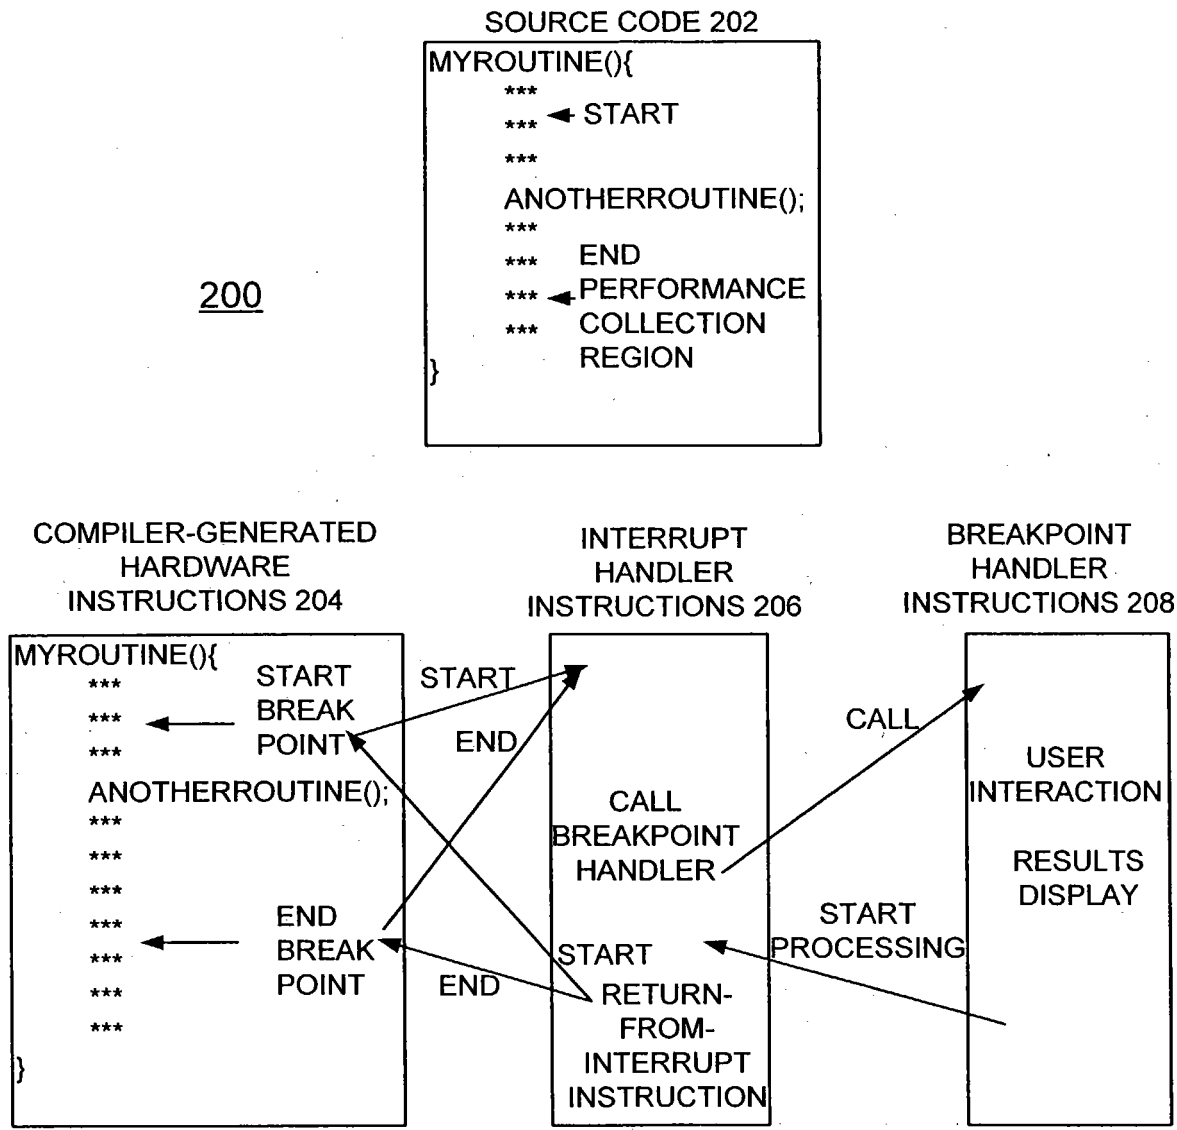 SOURCE CODE 202
MYROUTINE(){
***
*** START
***
ANOTHERROUTINE();
***
*** END
*** PERFORMANCE
*** COLLECTION
REGION
}
200
COMPILER-GENERATED
HARDWARE
INSTRUCTIONS 204
MYROUTINE(){
***
***
***
START
BREAK
POINT
ANOTHERROUTINE();
***
***
***
***
***
***
***
END
BREAK
POINT
}
START
END
END
INTERRUPT
HANDLER
INSTRUCTIONS 206
CALL
BREAKPOINT
HANDLER
START
RETURN-
FROM-
INTERRUPT
INSTRUCTION
CALL
START
PROCESSING
BREAKPOINT
HANDLER
INSTRUCTIONS 208
USER
INTERACTION
RESULTS
DISPLAY